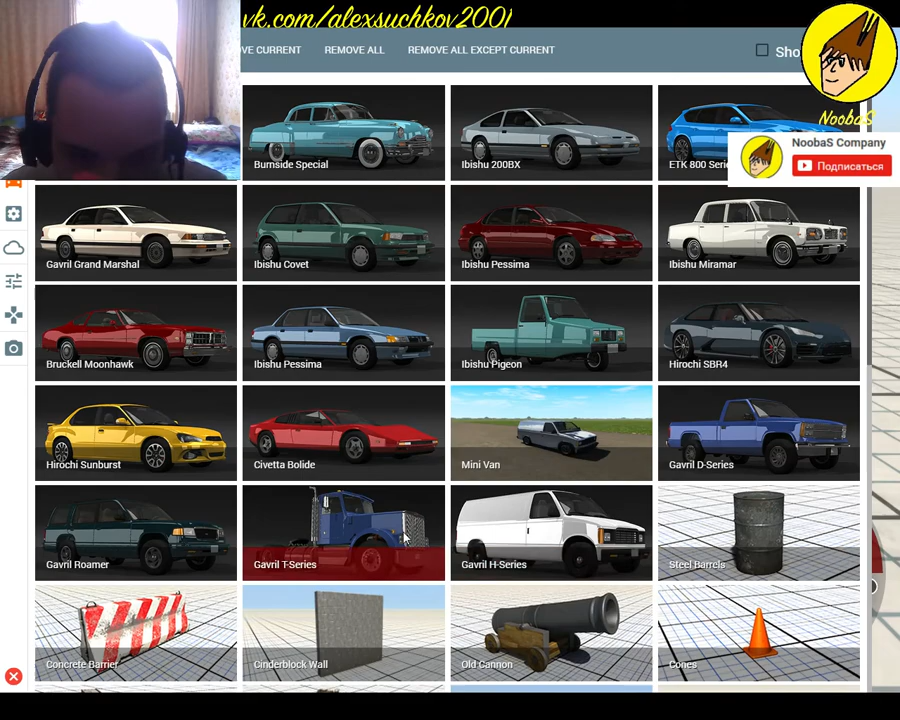 vk.com/alexsuchkov2001
VE CURRENT
REMOVE ALL
REMOVE ALL EXCEPT CURRENT
Sho
NoobaS
NoobaS Company
Подписаться
Burnside Special
Ibishu 200BX
ETK 800 Serie
Gavril Grand Marshal
Ibishu Covet
Ibishu Pessima
Ibishu Miramar
Bruckell Moonhawk
Ibishu Pessima
Ibishu Pigeon
Hirochi SBR4
Hirochi Sunburst
Civetta Bolide
Mini Van
Gavril D-Series
Gavril Roamer
Gavril T-Series
Gavril H-Series
Steel Barrels
Concrete Barrier
Cinderblock Wall
Old Cannon
Cones